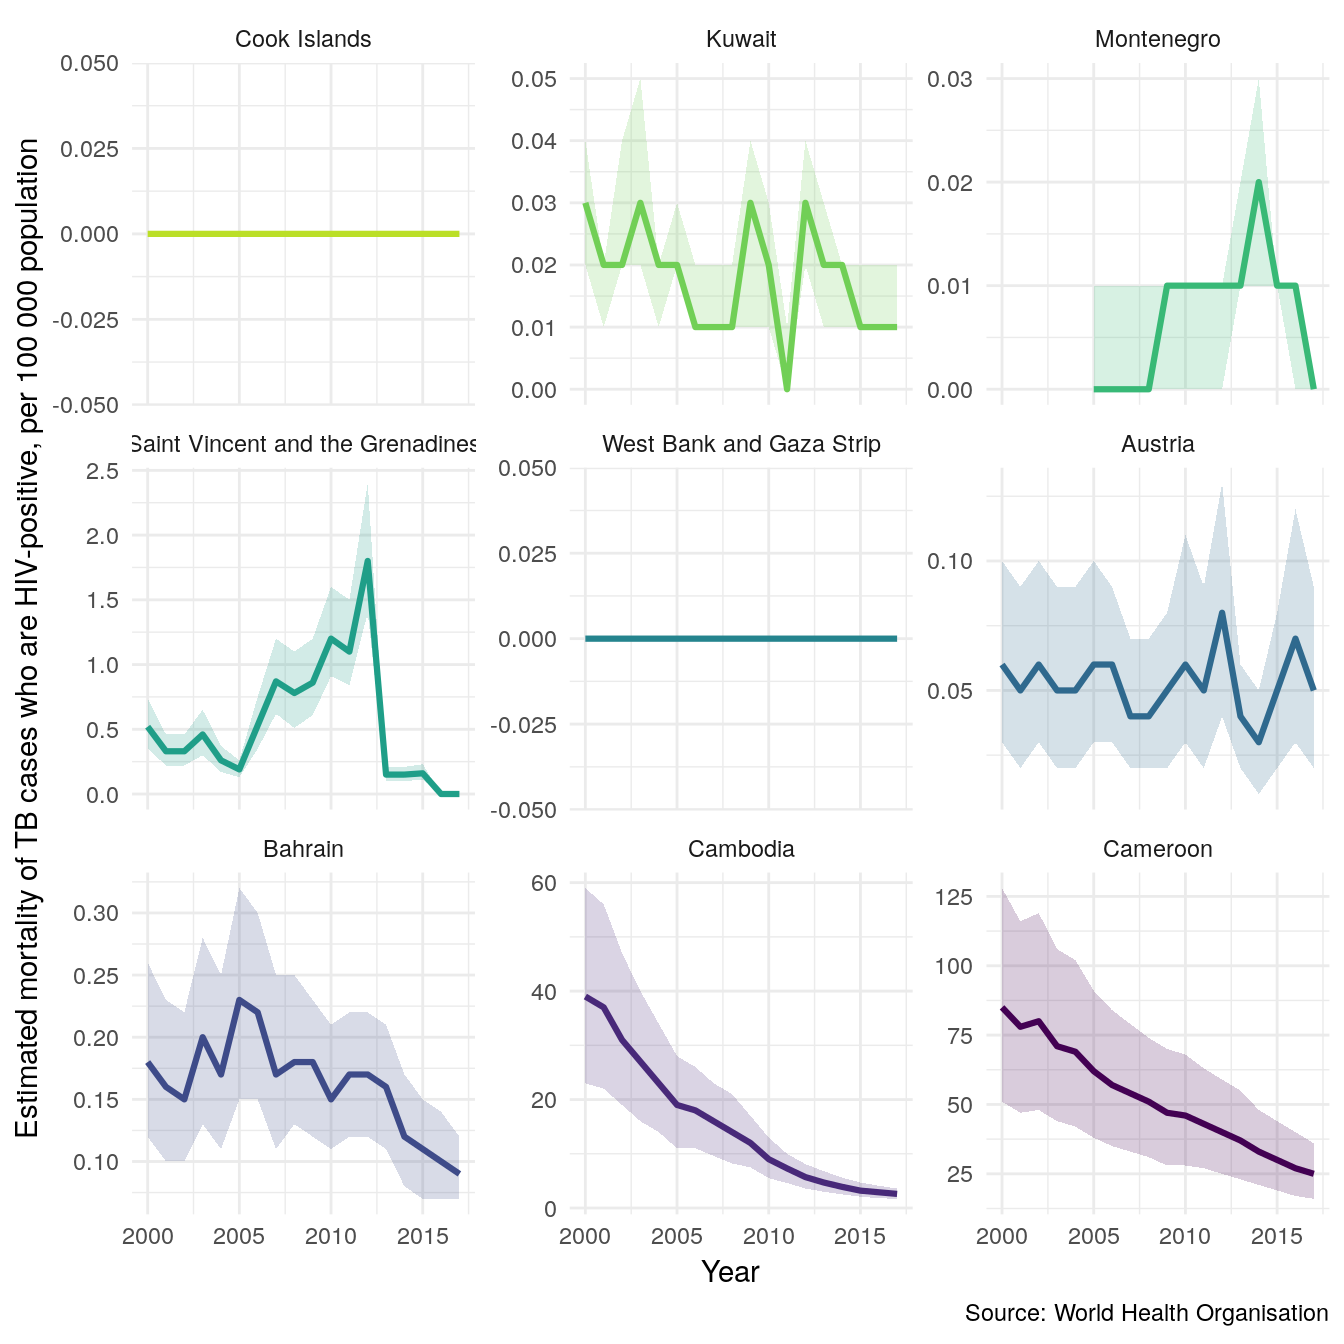 Cook Islands
Kuwait
Montenegro
0.050
0.025
0.000
-0.025
-0.050
0.05
0.04
0.03
0.02
0.01
0.00
0.03
0.02
0.01
0.00
Saint Vincent and the Grenadines
West Bank and Gaza Strip
Austria
2.5
2.0
1.5
1.0
0.5
0.0
0.050
0.025
0.000
-0.025
-0.050
0.10
0.05
Bahrain
Cambodia
Cameroon
0.30
0.25
0.20
0.15
0.10
60
40
20
0
125
100
75
50
25
2000 2005 2010 2015
2000 2005 2010 2015
2000 2005 2010 2015
Estimated mortality of TB cases who are HIV-positive, per 100 000 population
Year
Source: World Health Organisation